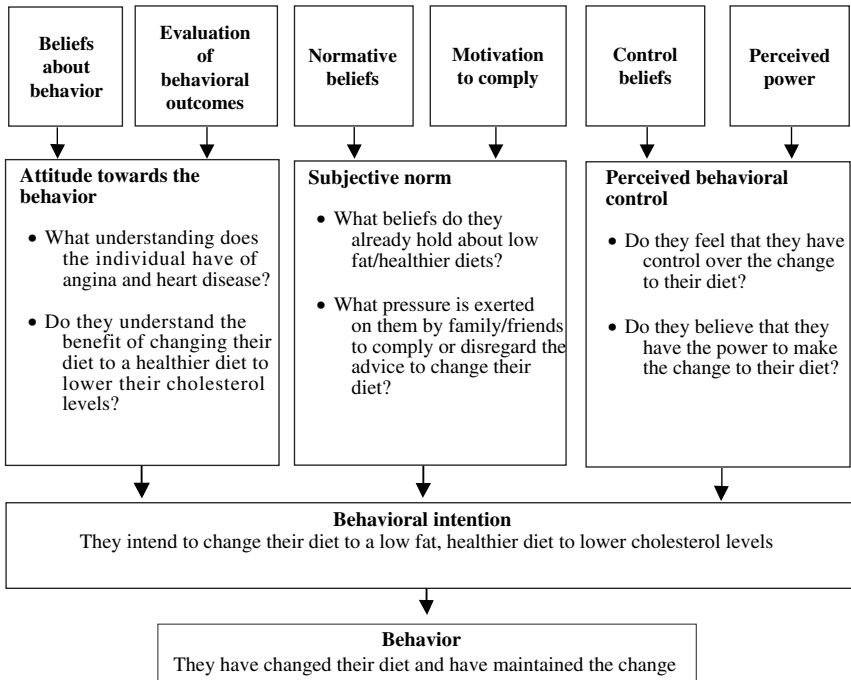 Beliefs
about
behavior
Evaluation
of
behavioral
outcomes
Normative
beliefs
Motivation
to comply
Control
beliefs
Perceived
power
Attitude towards the
behavior
• What understanding does
the individual have of
angina and heart disease?
• Do they understand the
benefit of changing their
diet to a healthier diet to
lower their cholesterol
levels?
Subjective norm
• What beliefs do they
already hold about low
fat/healthier diets?
• What pressure is exerted
on them by family/friends
to comply or disregard the
advice to change their
diet?
Perceived behavioral
control
• Do they feel that they have
control over the change
to their diet?
• Do they believe that they
have the power to make
the change to their diet?
Behavioral intention
They intend to change their diet to a low fat, healthier diet to lower cholesterol levels
Behavior
They have changed their diet and have maintained the change